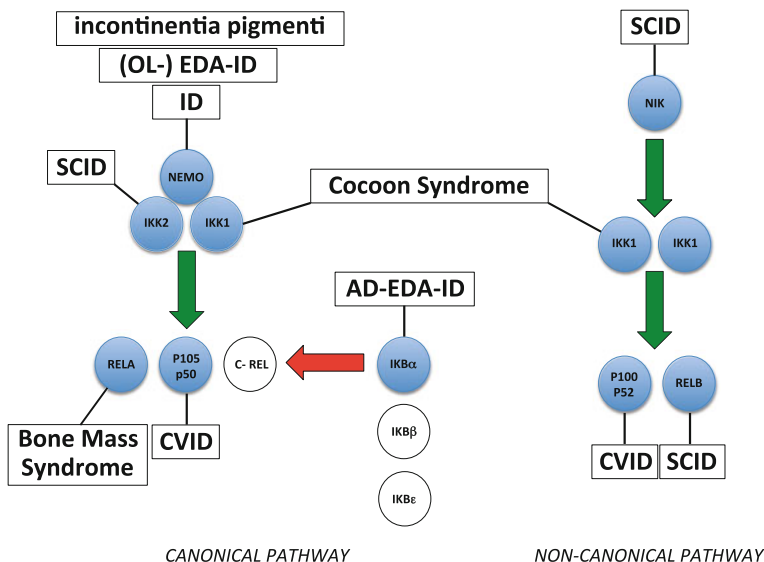 incontinentia pigmenti
(OL-) EDA-ID
ID
NEMO
SCID
IKK2
IKK1
Cocoon Syndrome
SCID
NIK
IKK1
IKK1
AD-EDA-ID
RELA
P105
p50
C- REL
IKBα
IKBβ
IKBε
Bone Mass
Syndrome
CVID
P100
P52
RELB
CVID
SCID
CANONICAL PATHWAY
NON-CANONICAL PATHWAY